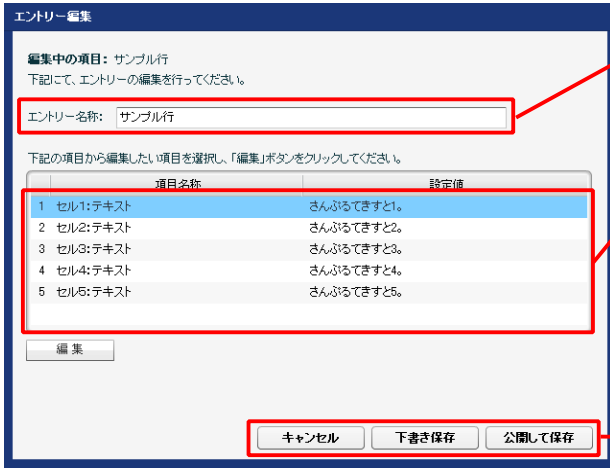 エントリー編集
編集中の項目: サンプル行
下記にて、エントリーの編集を行ってください。
エントリー名称: サンプル行
下記の項目から編集したい項目を選択し、「編集」ボタンをクリックしてください。
項目名称 設定値
1 セル1:テキスト さんぷるてきすと1。
2 セル2:テキスト さんぷるてきすと2。
3 セル3:テキスト さんぷるてきすと3。
4 セル4:テキスト さんぷるてきすと4。
5 セル5:テキスト さんぷるてきすと5。
編集
キャンセル 下書き保存 公開して保存